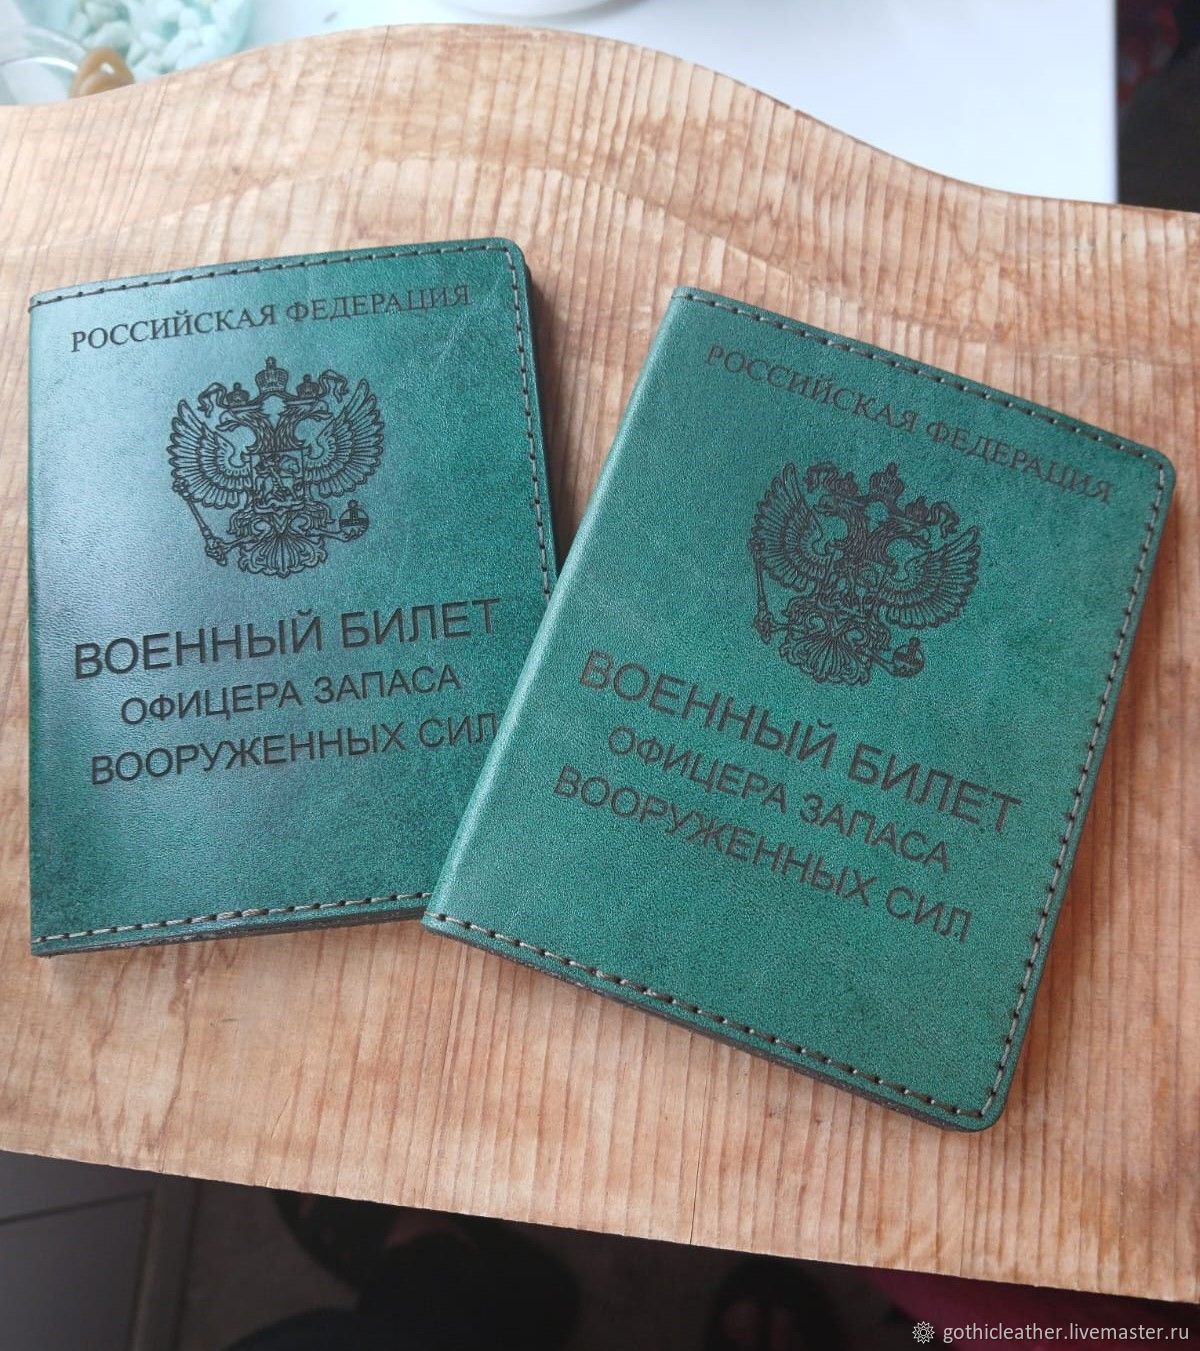 РОССИЙСКАЯ ФЕДЕРАЦИЯ
ВОЕННЫЙ БИЛЕТ
ОФИЦЕРА ЗАПАСА
ВООРУЖЕННЫХ СИЛ
РОССИЙСКАЯ ФЕДЕРАЦИЯ
ВОЕННЫЙ БИЛЕТ
ОФИЦЕРА ЗАПАСА
ВООРУЖЕННЫХ СИЛ
gothicleather.livemaster.ru